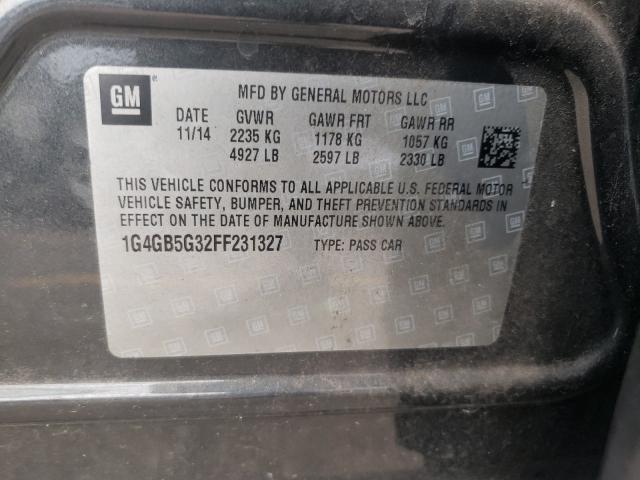 GM
MFD BY GENERAL MOTORS LLC
DATE GVWR GAWR FRT GAWR RR
11/14 2235 KG 1178 KG 1057 KG
4927 LB 2597 LB 2330 LB
THIS VEHICLE CONFORMS TO ALL APPLICABLE U.S. FEDERAL MOTOR
VEHICLE SAFETY, BUMPER, AND THEFT PREVENTION STANDARDS IN
EFFECT ON THE DATE OF MANUFACTURE SHOWN ABOVE.
1G4GB5G32FF231327 TYPE: PASS CAR